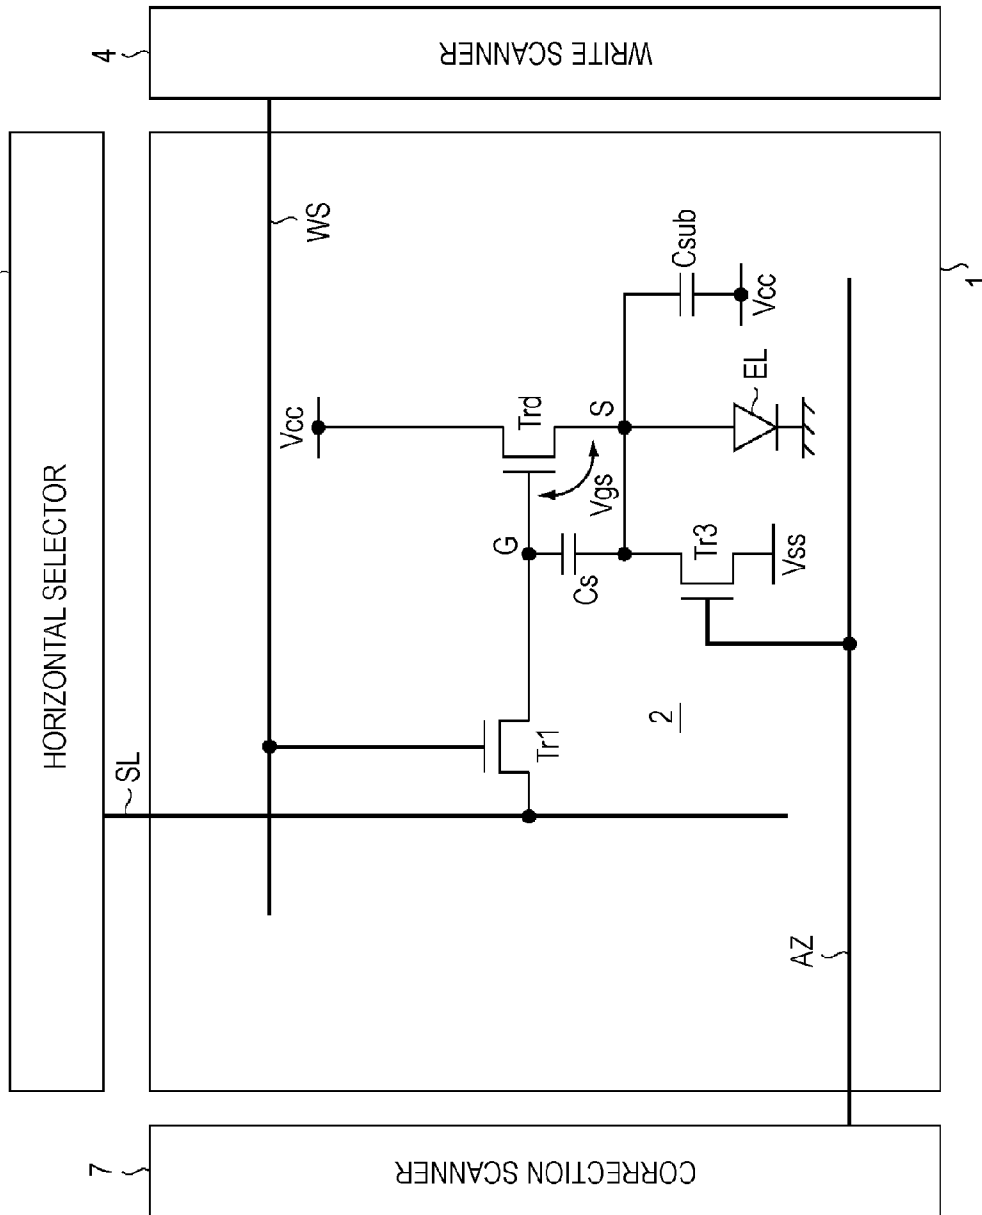 HORIZONTAL SELECTOR
4
WRITE SCANNER
SL
WS
Vcc
Trd
G
Vgs
S
Csub
Cs
Tr1
Tr3
Vcc
EL
Vss
2
AZ
1
7
CORRECTION SCANNER